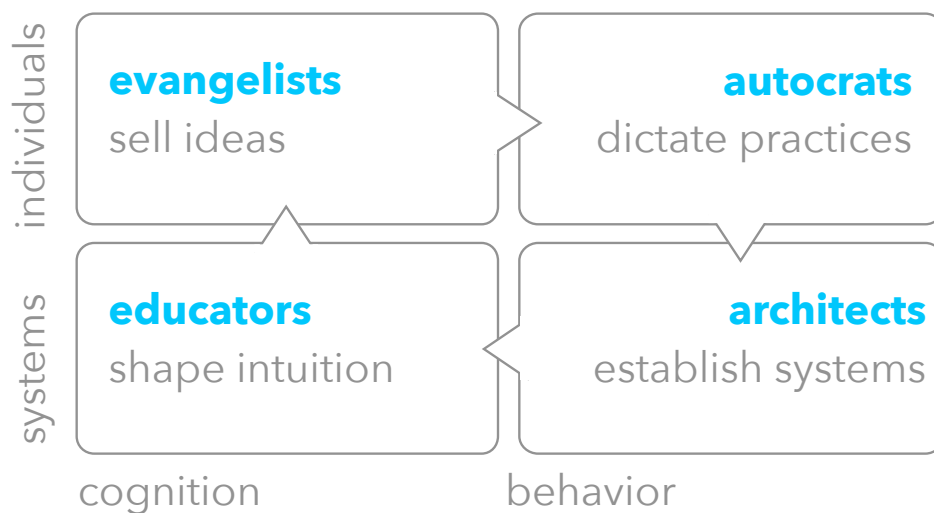 individuals
evangelists
sell ideas
autocrats
dictate practices
systems
educators
shape intuition
architects
establish systems
cognition
behavior